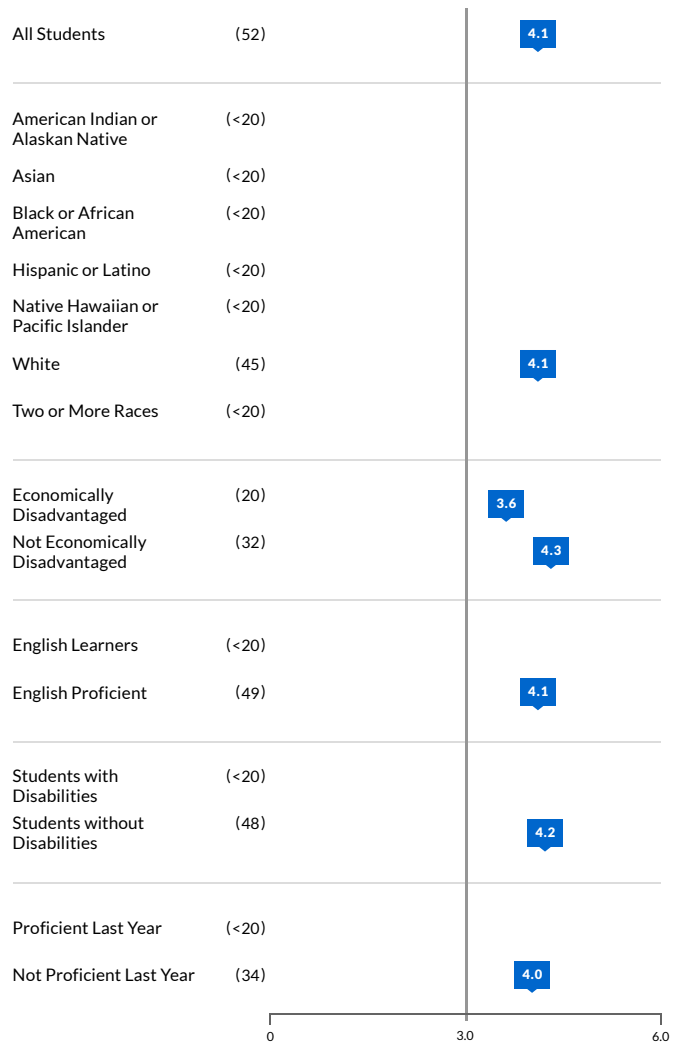 All Students (52) 4.1
American Indian or (<20)
Alaskan Native
Asian (<20)
Black or African (<20)
American
Hispanic or Latino (<20)
Native Hawaiian or (<20)
Pacific Islander
White (45) 4.1
Two or More Races (<20)
Economically (20) 3.6
Disadvantaged
Not Economically (32) 4.3
Disadvantaged
English Learners (<20)
English Proficient (49) 4.1
Students with (<20)
Disabilities
Students without (48) 4.2
Disabilities
Proficient Last Year (<20)
Not Proficient Last Year (34) 4.0
0 3.0 6.0